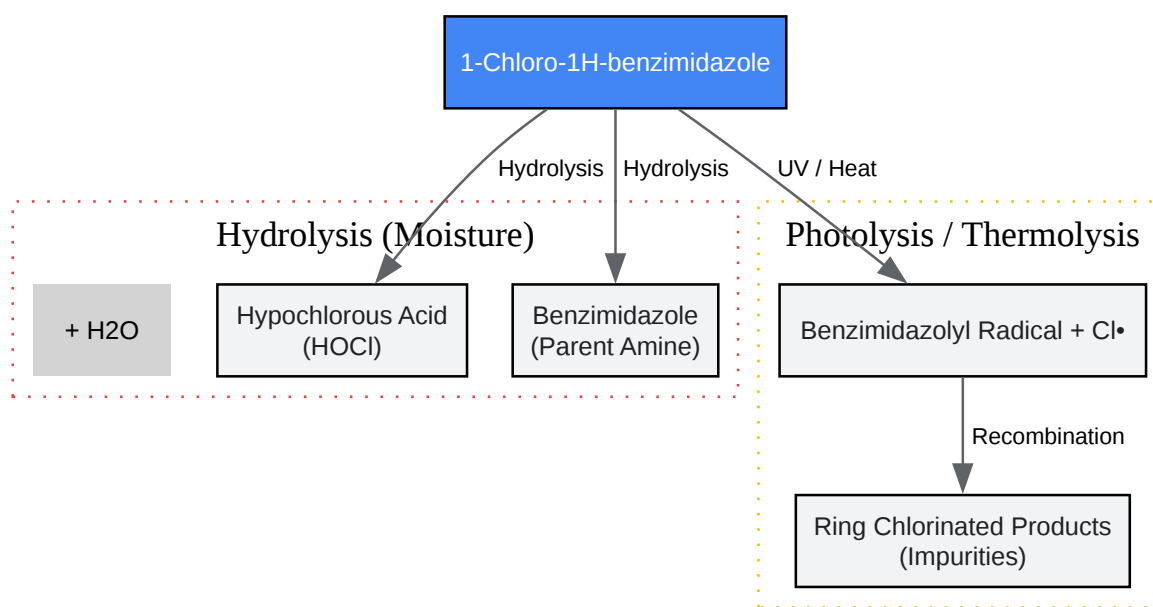 1-Chloro-1H-benzimidazole
Hydrolysis
Hydrolysis
UV / Heat
Hydrolysis (Moisture)
Photolysis / Thermolysis
+ H2O
Hypochlorous Acid
(HOCl)
Benzimidazole
(Parent Amine)
Benzimidazolyl Radical + Cl•
Recombination
Ring Chlorinated Products
(Impurities)